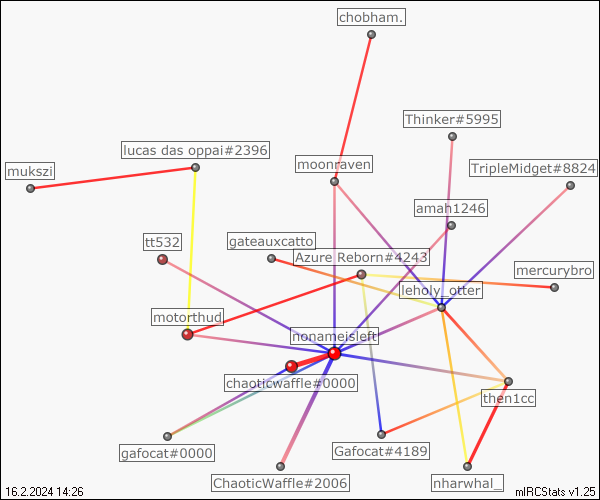 chobham.
Thinker#5995
lucas das oppai#2396
moonraven
TripleMidget#8824
mukszi
amah1246
tt532
gateauxcatto
Azure Reborn#4243
mercurybro
leholy_otter
motorthud_
nonameisleft
chaoticwaffle#0000
then1cc
gafocat#0000
Gafocat#4189
ChaoticWaffle#2006
nharwhal_
16.2.2024 14:26
mIRCStats v1.25